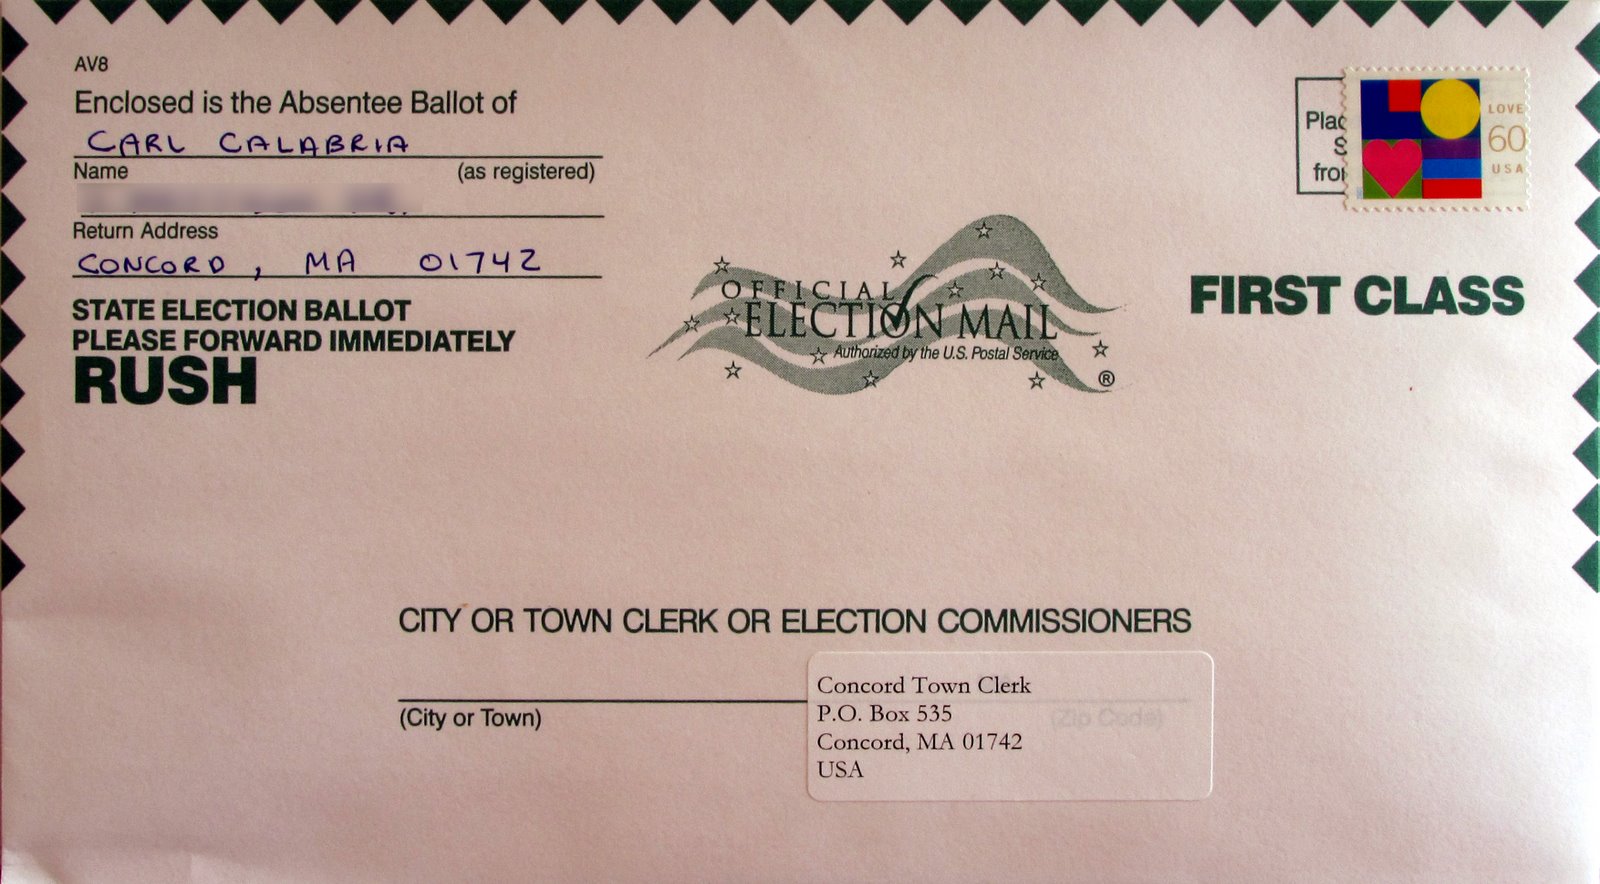 AV8
Enclosed is the Absentee Ballot of
CARL CALABRIA
Name (as registered)
Return Address
CONCORD, MA 01742
STATE ELECTION BALLOT
PLEASE FORWARD IMMEDIATELY
RUSH
OFFICIAL
ELECTION MAIL
Authorized by the U.S. Postal Service
®
LOVE
60
USA
FIRST CLASS
CITY OR TOWN CLERK OR ELECTION COMMISSIONERS
(City or Town) (Zip Code)
Concord Town Clerk
P.O. Box 535
Concord, MA 01742
USA